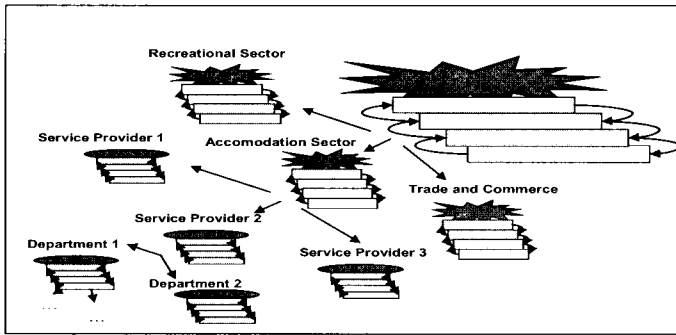 Recreational Sector
Service Provider 1
Accomodation Sector
Trade and Commerce
Service Provider 2
Department 1
Service Provider 3
Department 2
...
...